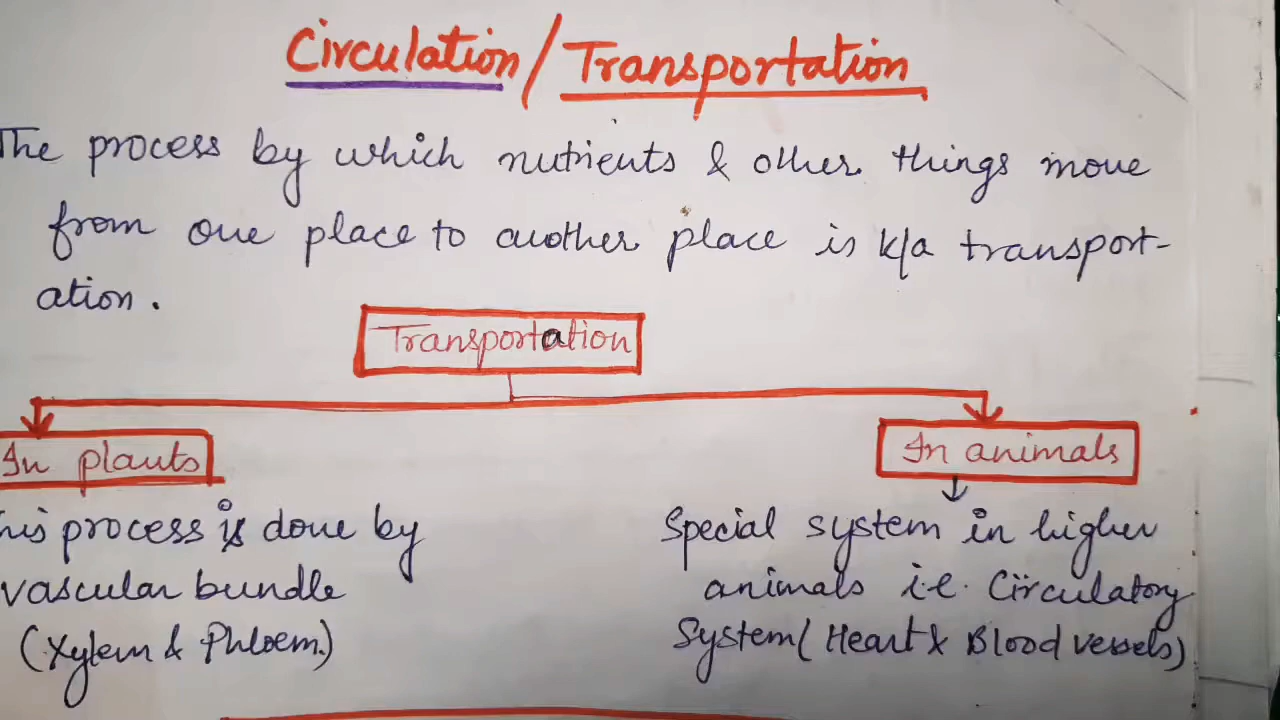 Circulation / Transportation
The process by which nutrients & other things move
from one place to another place is k/a transport-
ation.
Transportation
In plants
In animals
This process is done by
vascular bundle
(Xylem & Phloem)
Special system in higher
animals i.e. Circulatory
System (Heart & Blood vessels)